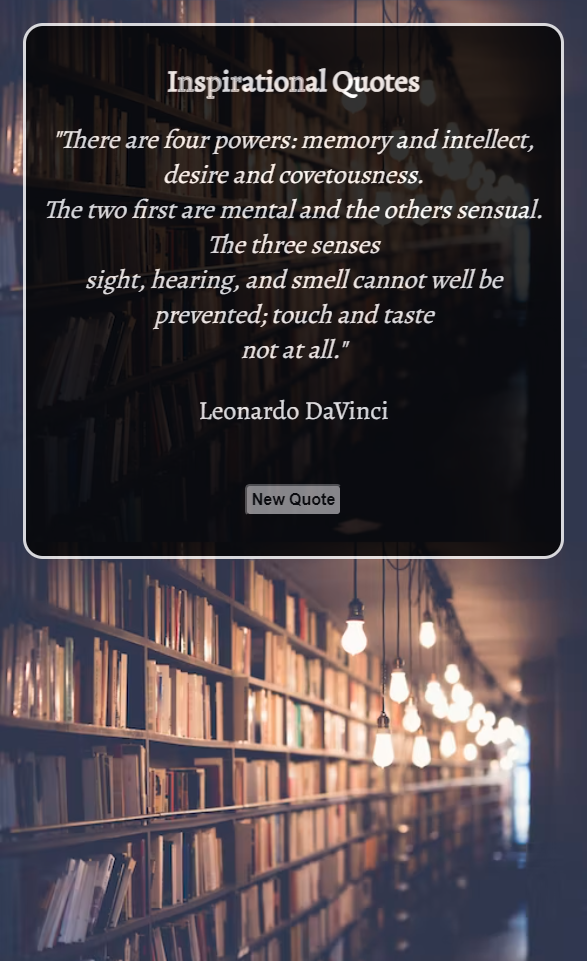 Inspirational Quotes
"There are four powers: memory and intellect,
desire and covetousness.
The two first are mental and the others sensual.
The three senses
sight, hearing, and smell cannot well be
prevented; touch and taste
not at all."
Leonardo DaVinci
New Quote